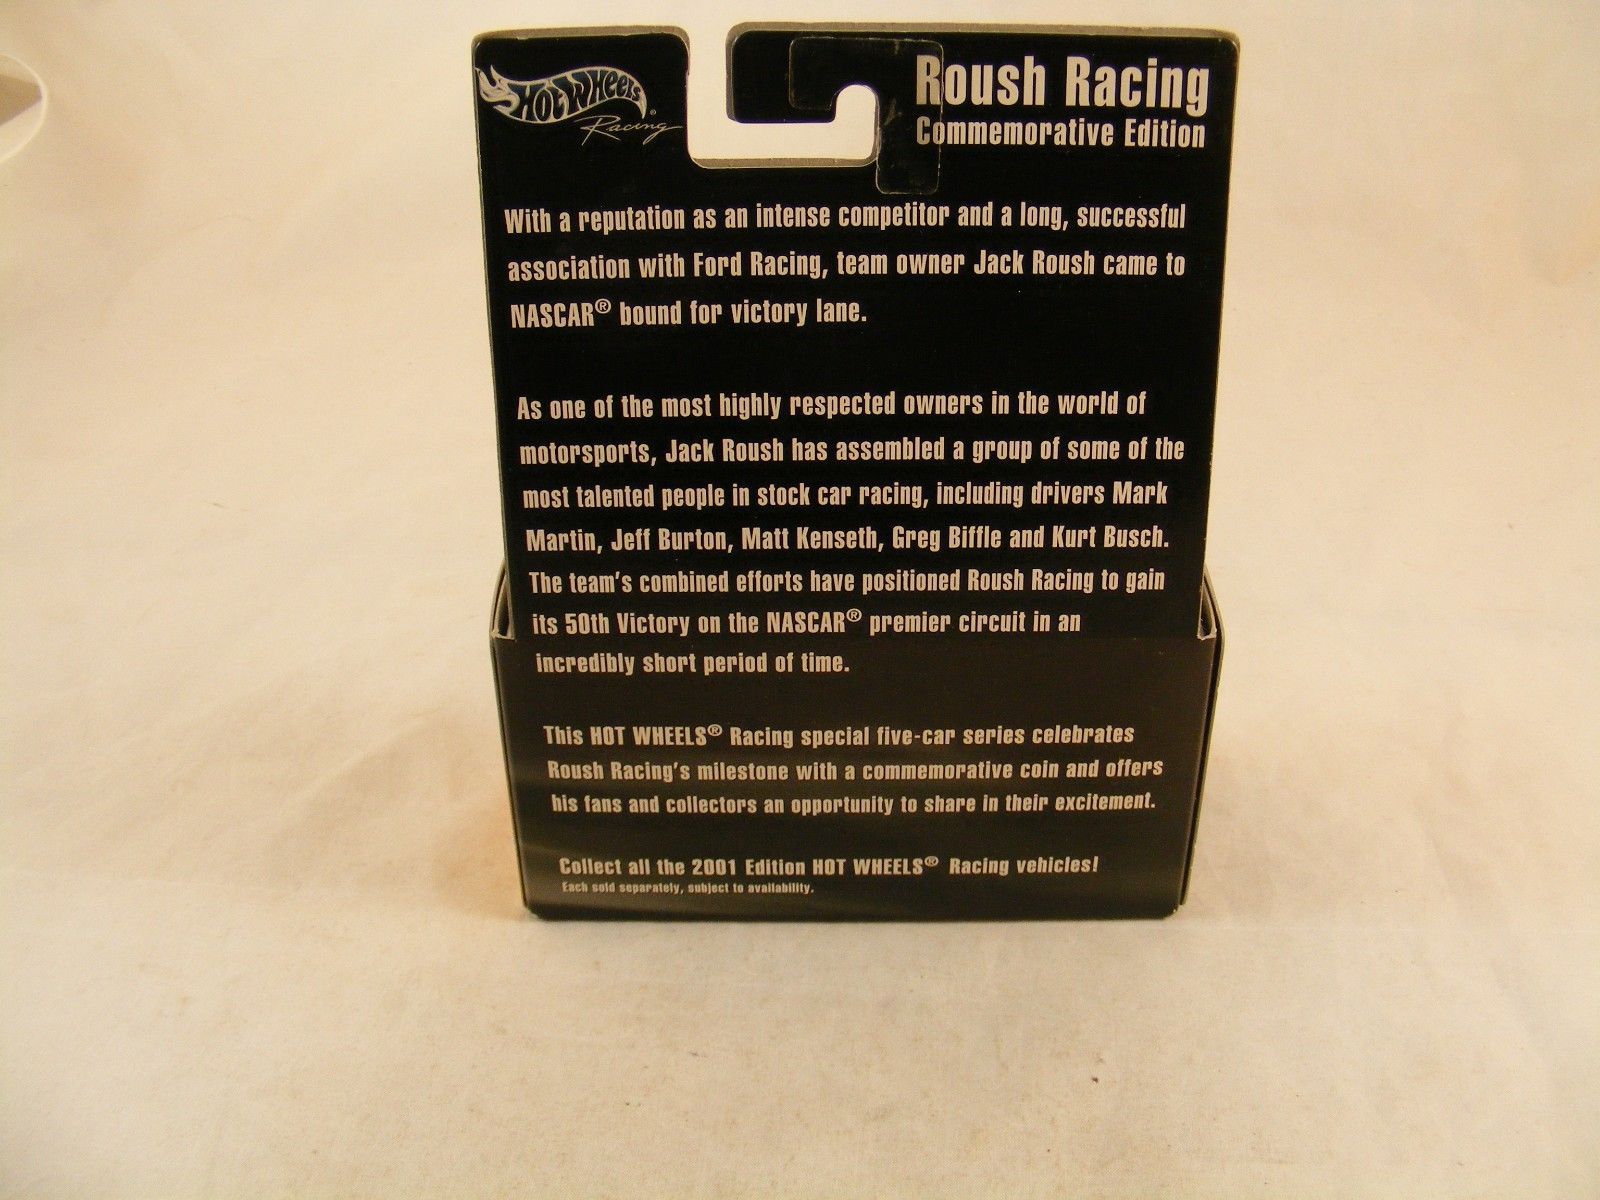 Hot Wheels®
Racing
Roush Racing
Commemorative Edition
With a reputation as an intense competitor and a long, successful
association with Ford Racing, team owner Jack Roush came to
NASCAR® bound for victory lane.
As one of the most highly respected owners in the world of
motorsports, Jack Roush has assembled a group of some of the
most talented people in stock car racing, including drivers Mark
Martin, Jeff Burton, Matt Kenseth, Greg Biffle and Kurt Busch.
The team's combined efforts have positioned Roush Racing to gain
its 50th Victory on the NASCAR® premier circuit in an
incredibly short period of time.
This HOT WHEELS® Racing special five-car series celebrates
Roush Racing's milestone with a commemorative coin and offers
his fans and collectors an opportunity to share in their excitement.
Collect all the 2001 Edition HOT WHEELS® Racing vehicles!
Each sold separately, subject to availability.